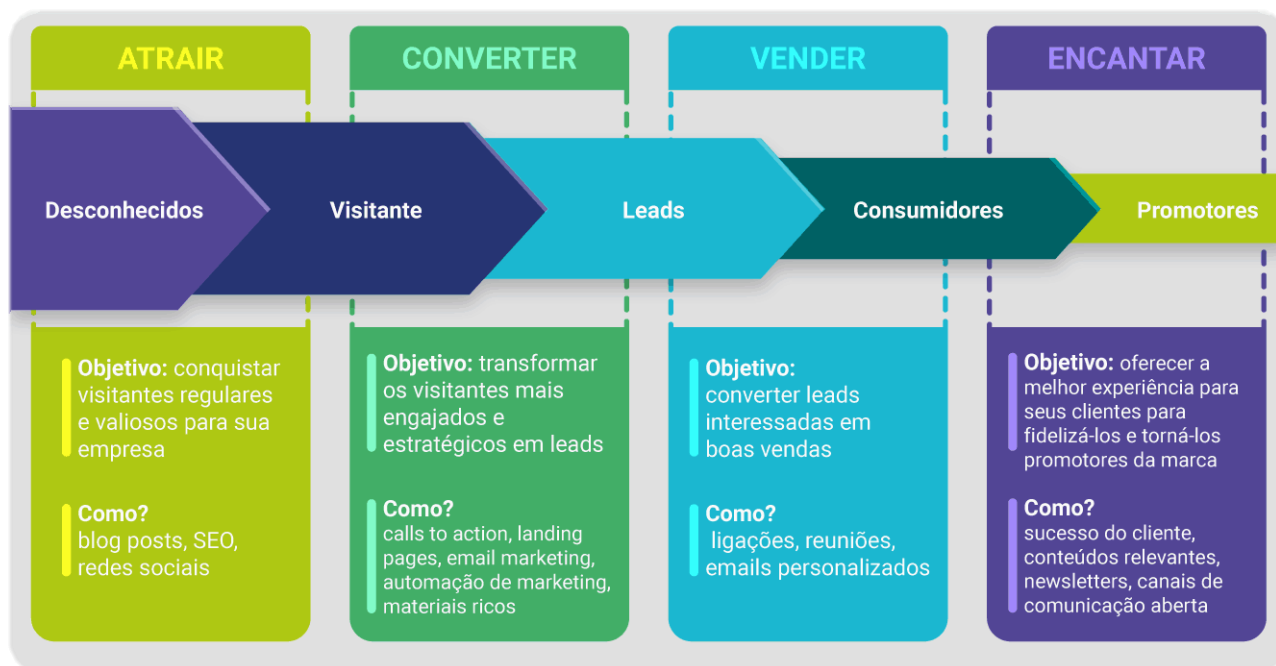 ATRAIR
CONVERTER
VENDER
ENCANTAR
Desconhecidos
Visitante
Leads
Consumidores
Promotores
Objetivo: conquistar
visitantes regulares
e valiosos para sua
empresa
Como?
blog posts, SEO,
redes sociais
Objetivo: transformar
os visitantes mais
engajados e
estratégicos em leads
Como?
calls to action, landing
pages, email marketing,
automação de marketing,
materiais ricos
Objetivo:
converter leads
interessadas em
boas vendas
Como?
ligações, reuniões,
emails personalizados
Objetivo: oferecer a
melhor experiência para
seus clientes para
fidelizá-los e torná-los
promotores da marca
Como?
sucesso do cliente,
conteúdos relevantes,
newsletters, canais de
comunicação aberta